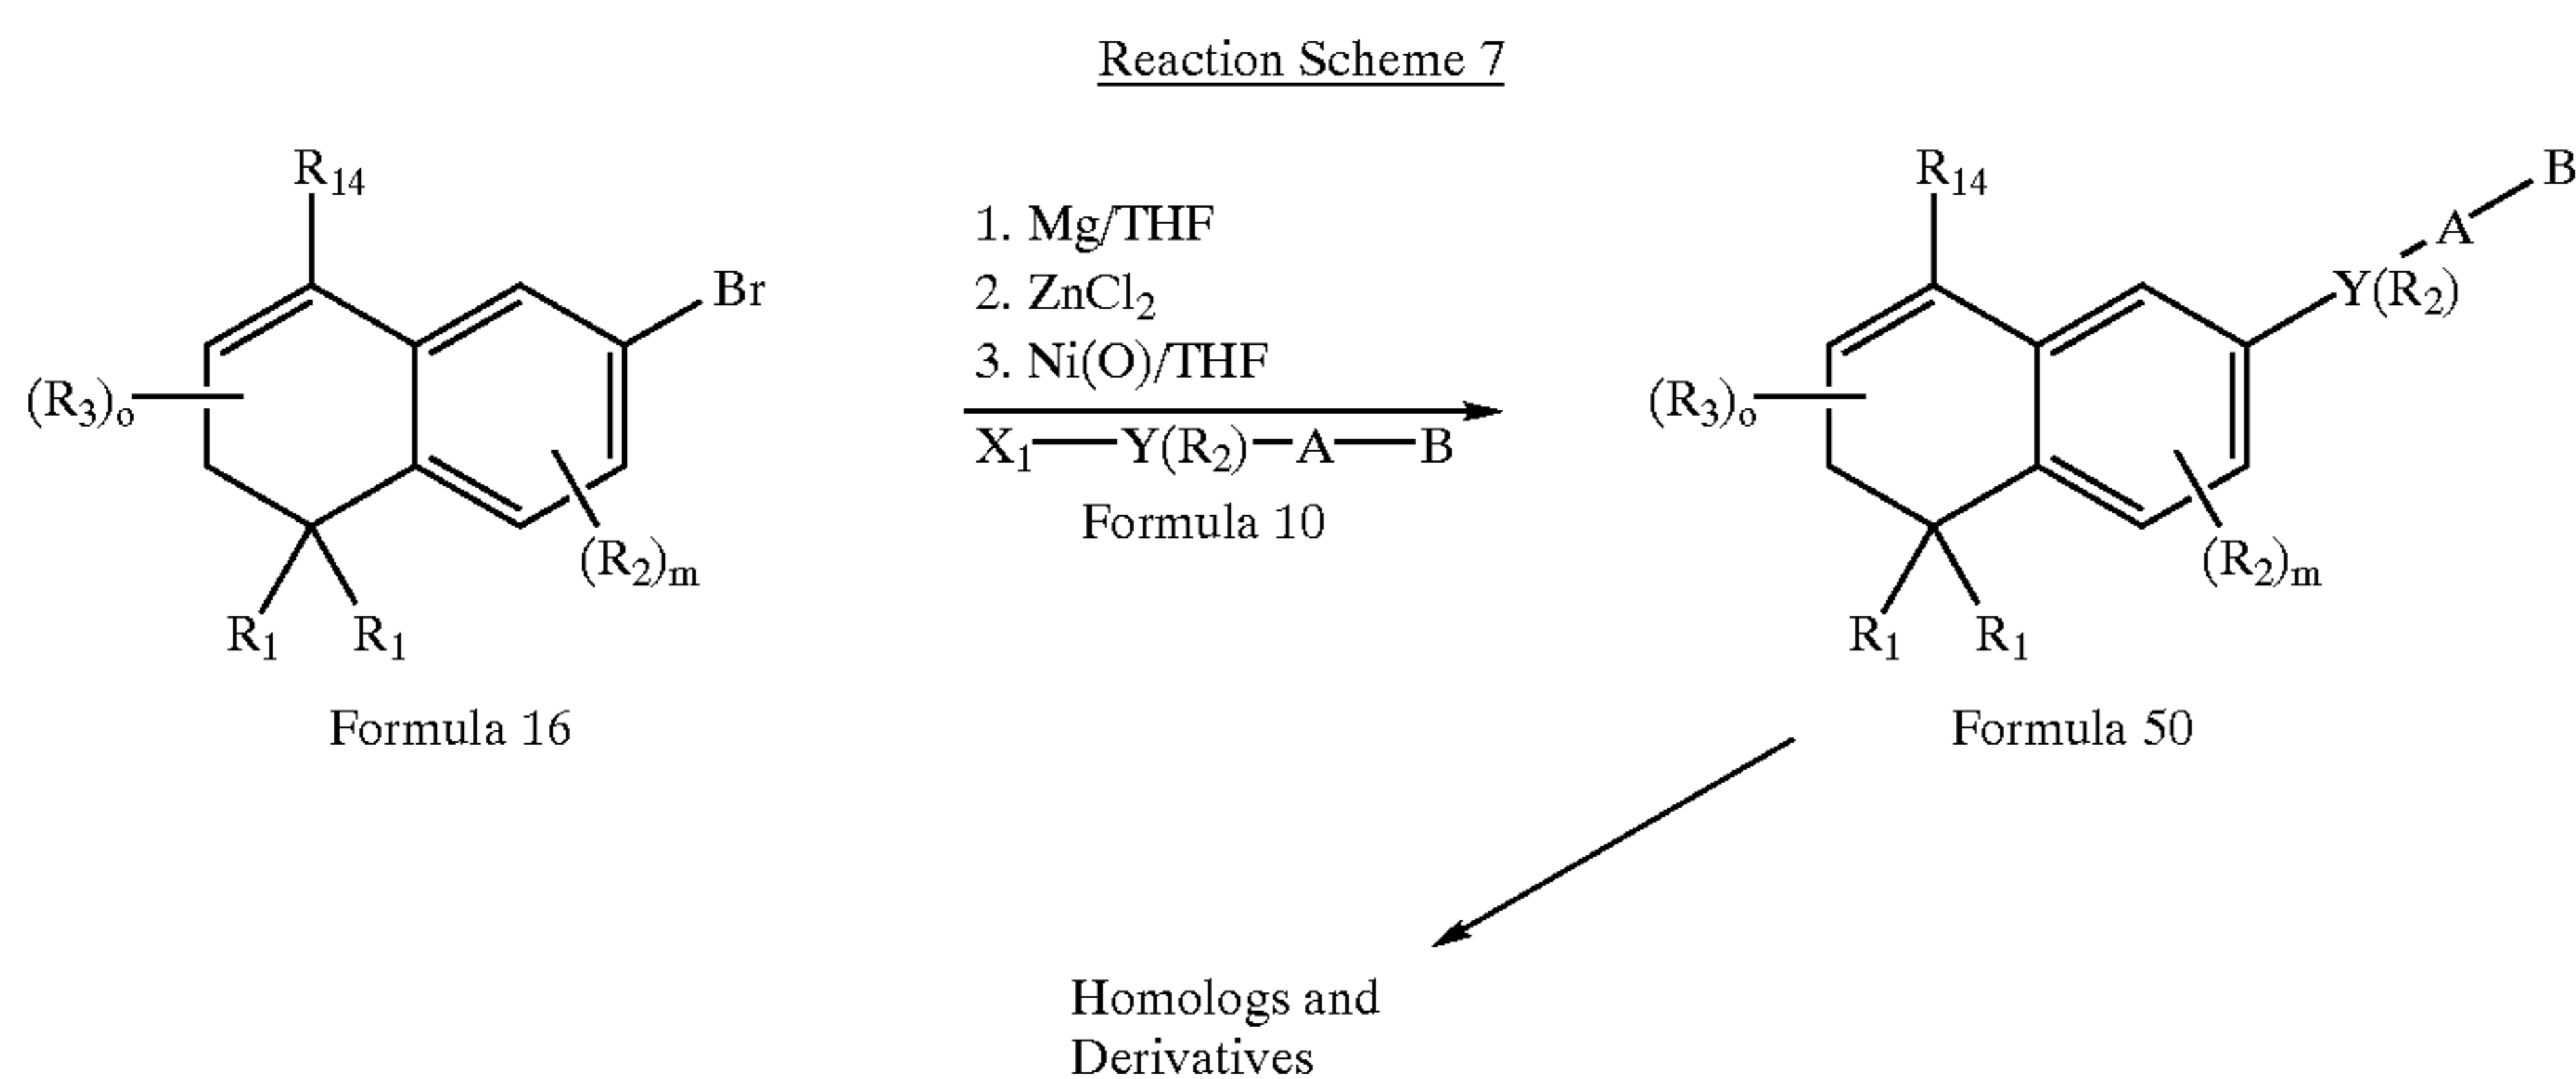 Reaction Scheme 7
R14
Br
(R3)o
(R2)m
R1 R1
Formula 16
1. Mg/THF
2. ZnCl2
3. Ni(O)/THF
X1—Y(R2)—A—B
Formula 10
R14
B
A
Y(R2)
(R3)o
(R2)m
R1 R1
Formula 50
Homologs and
Derivatives